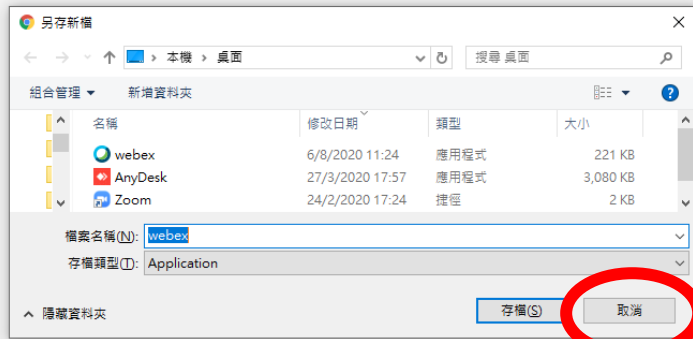 另存新檔
本機 › 桌面
搜尋 桌面
組合管理 新增資料夾
名稱 修改日期 類型 大小
webex 6/8/2020 11:24 應用程式 221 KB
AnyDesk 27/3/2020 17:57 應用程式 3,080 KB
Zoom 24/2/2020 17:24 捷徑 2 KB
檔案名稱(N): webex
存檔類型(T): Application
隱藏資料夾 存檔(S) 取消